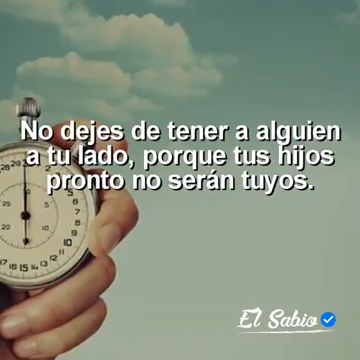 No dejes de tener a alguien
a tu lado, porque tus hijos
pronto no serán tuyos.
El Sabio